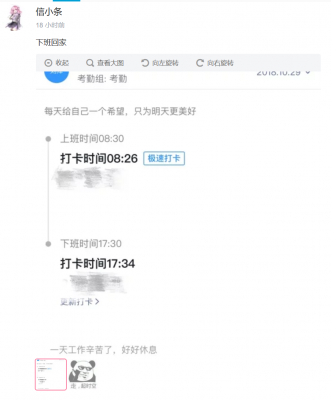 信小条
18 小时前
下班回家
收起 查看大图 向左旋转 向右旋转
考勤组: 考勤 2018.10.29
每天给自己一个希望，只为明天更美好
上班时间08:30
打卡时间08:26 极速打卡
下班时间17:30
打卡时间17:34
更新打卡
一天工作辛苦了，好好休息